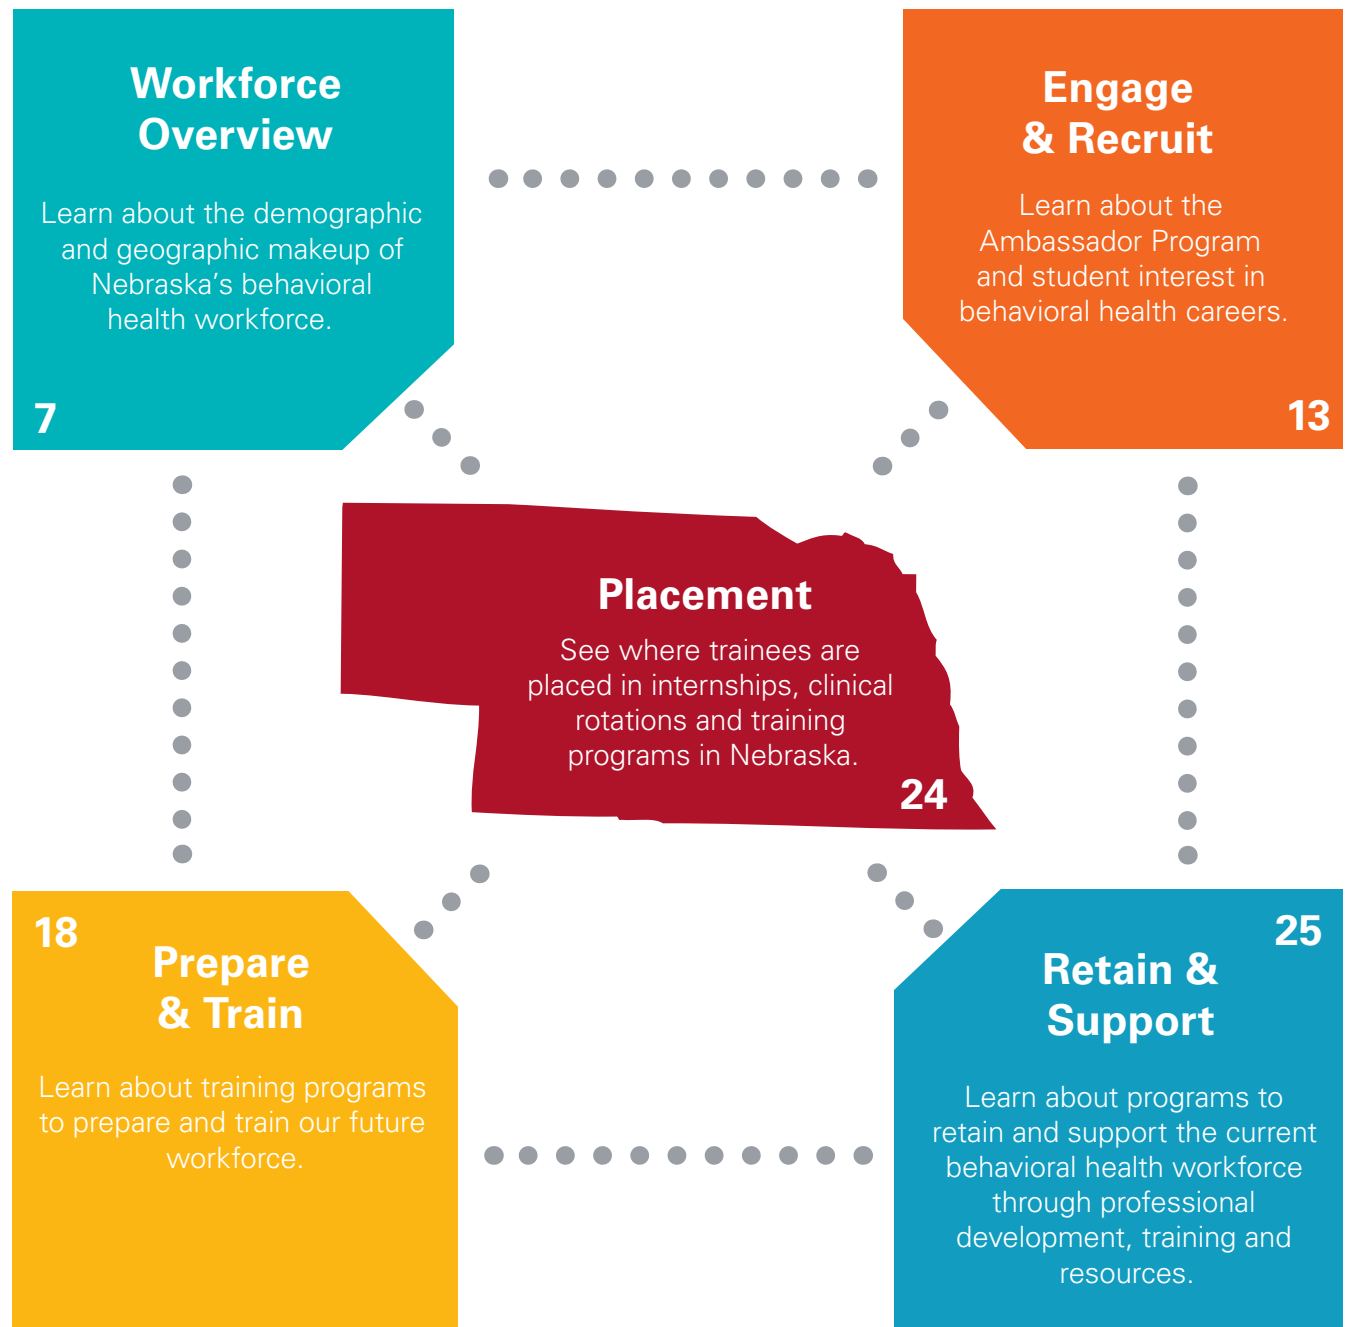 Workforce
Overview
Learn about the demographic
and geographic makeup of
Nebraska’s behavioral
health workforce.
7
Engage
& Recruit
Learn about the
Ambassador Program
and student interest in
behavioral health careers.
13
Placement
See where trainees are
placed in internships, clinical
rotations and training
programs in Nebraska.
24
18
Prepare
& Train
Learn about training programs
to prepare and train our future
workforce.
25
Retain &
Support
Learn about programs to
retain and support the current
behavioral health workforce
through professional
development, training and
resources.